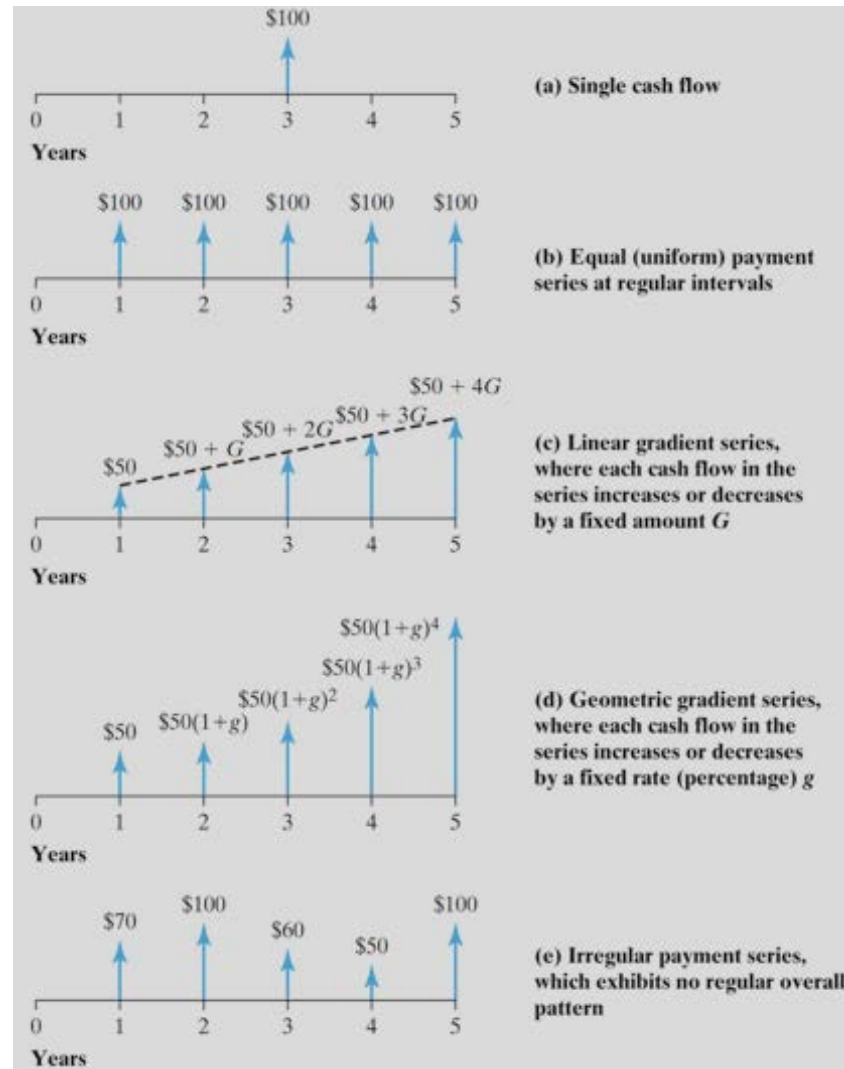 $100
(a) Single cash flow
0 1 2 3 4 5
Years
$100 $100 $100 $100 $100
(b) Equal (uniform) payment
series at regular intervals
0 1 2 3 4 5
Years
$50 + 4G
$50 + 3G
$50 + 2G
$50 + G
$50
(c) Linear gradient series,
where each cash flow in the
series increases or decreases
by a fixed amount G
0 1 2 3 4 5
Years
$50(1+g)⁴
$50(1+g)³
$50(1+g)²
$50(1+g)
$50
(d) Geometric gradient series,
where each cash flow in the
series increases or decreases
by a fixed rate (percentage) g
0 1 2 3 4 5
Years
$70 $100 $60 $50 $100
(e) Irregular payment series,
which exhibits no regular overall
pattern
0 1 2 3 4 5
Years